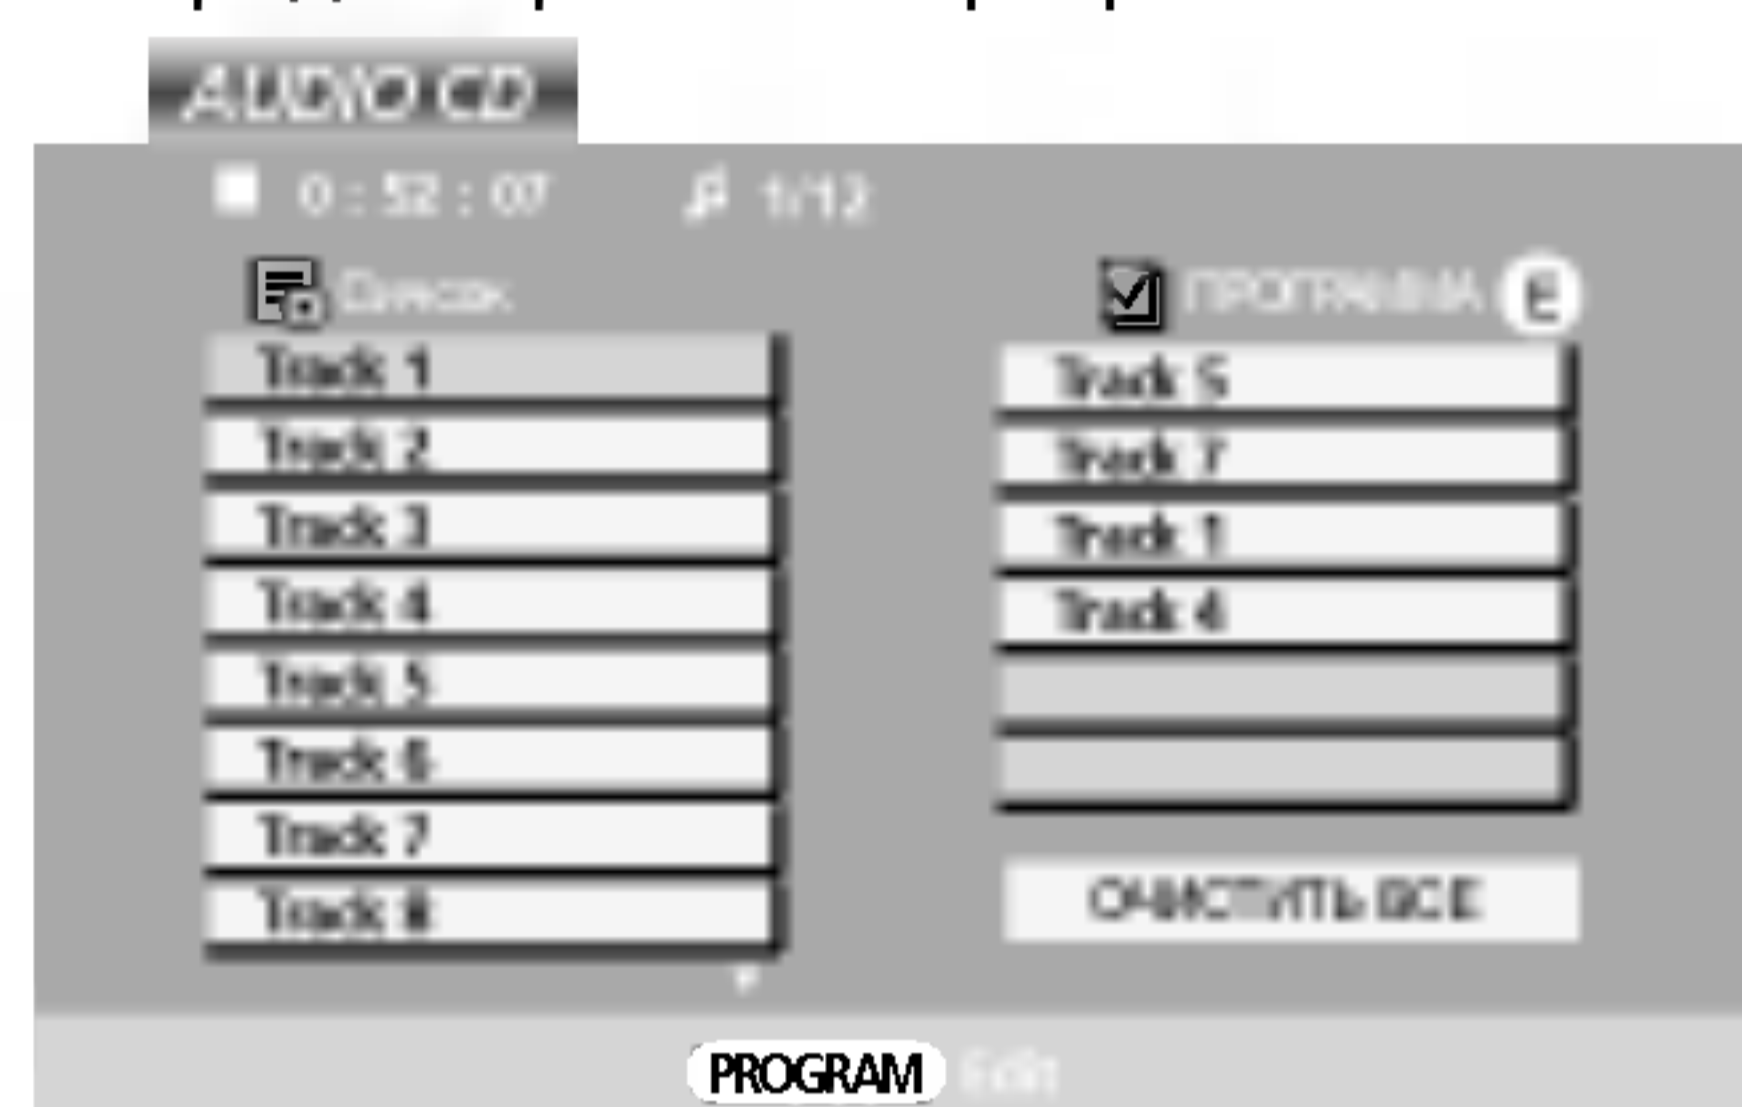 AUDIO CD
0 : 52 : 07 1/12
Список
Track 1
Track 2
Track 3
Track 4
Track 5
Track 6
Track 7
Track 8
ПРОГРАММА E
Track 5
Track 7
Track 1
Track 4
ОЧИСТИТЬ ВСЕ
PROGRAM Edit